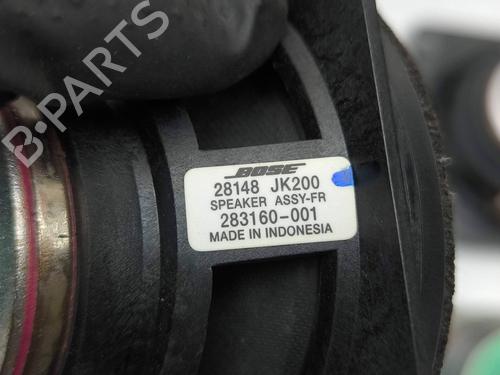 BOSE
28148 JK200
SPEAKER ASSY-FR
283160-001
MADE IN INDONESIA
B-PARTS